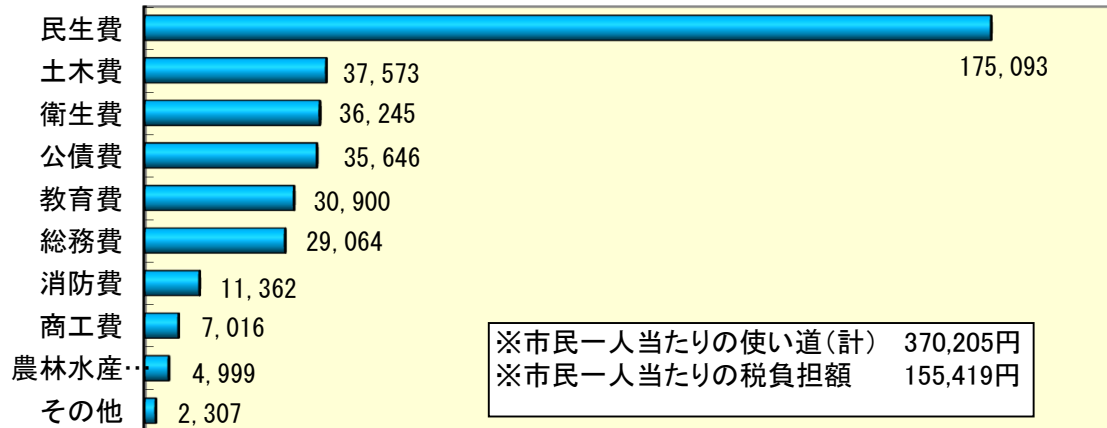 民生費 175,093
土木費 37,573
衛生費 36,245
公債費 35,646
教育費 30,900
総務費 29,064
消防費 11,362
商工費 7,016
農林水産… 4,999
その他 2,307
※市民一人当たりの使い道(計) 370,205円
※市民一人当たりの税負担額 155,419円